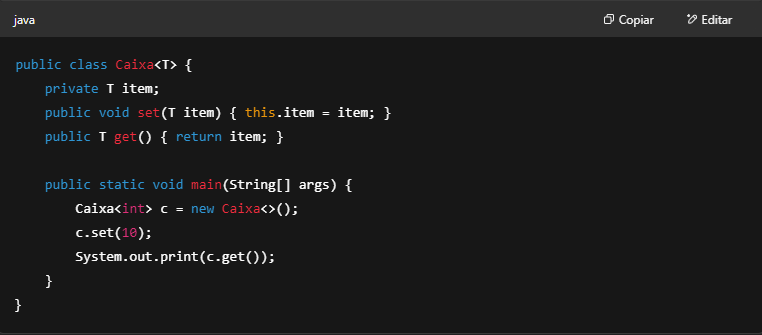 java Copiar Editar
public class Caixa<T> {
    private T item;
    public void set(T item) { this.item = item; }
    public T get() { return item; }

    public static void main(String[] args) {
        Caixa<int> c = new Caixa<>();
        c.set(10);
        System.out.print(c.get());
    }
}